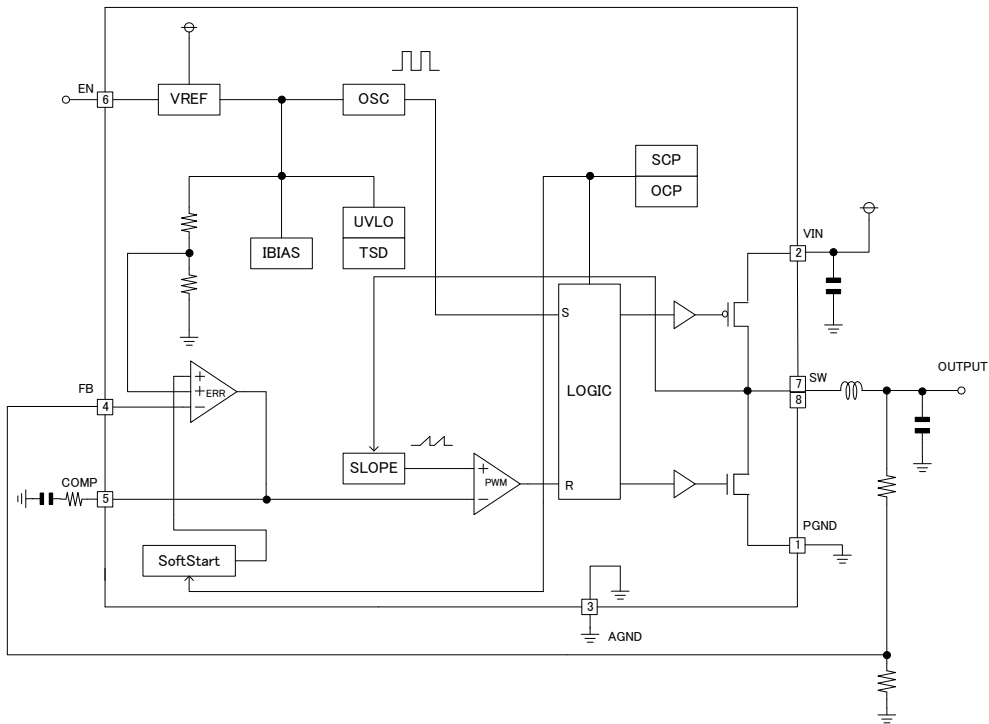 EN
6
VREF
OSC
SCP
OCP
UVLO
TSD
IBIAS
VIN
2
S
LOGIC
R
FB
4
+
+
ERR
−
SW
7
8
OUTPUT
COMP
5
SLOPE
+
PWM
−
SoftStart
PGND
1
3
AGND